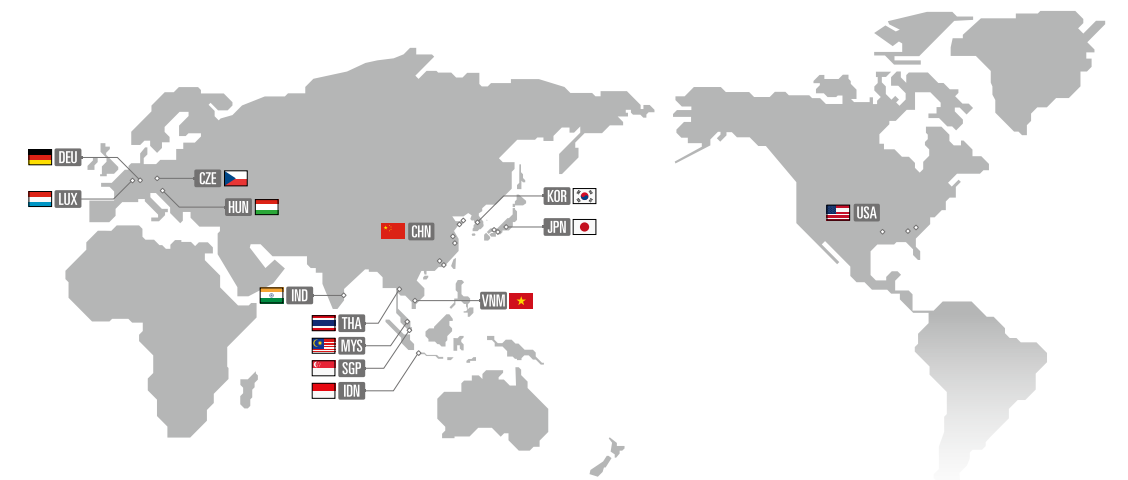 DEU
CZE
LUX
HUN
KOR
JPN
CHN
USA
IND
VNM
THA
MYS
SGP
IDN